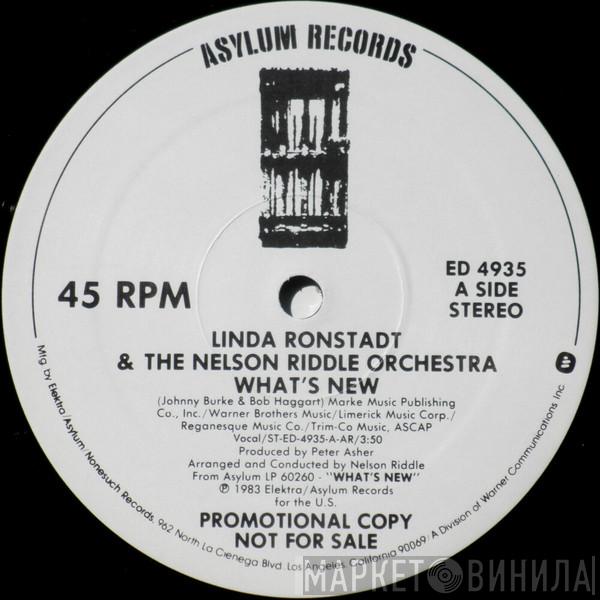 ASYLUM RECORDS
45 RPM
ED 4935
A SIDE
STEREO
LINDA RONSTADT
& THE NELSON RIDDLE ORCHESTRA
WHAT'S NEW
(Johnny Burke & Bob Haggart) Marke Music Publishing
Co., Inc./Warner Brothers Music/Limerick Music Corp./
Reganesque Music Co./Trim-Co Music, ASCAP
Vocal/ST-ED-4935-A-AR/3:50
Produced by Peter Asher
Arranged and Conducted by Nelson Riddle
From Asylum LP 60260 - "WHAT'S NEW"
℗ 1983 Elektra/Asylum Records
for the U.S.
PROMOTIONAL COPY
NOT FOR SALE
Mfg by Elektra/Asylum/Nonesuch Records, 962 North La Cienega Blvd. Los Angeles, California 90069/A Division of Warner Communications Inc
МАРКЕТ ВИНИЛА